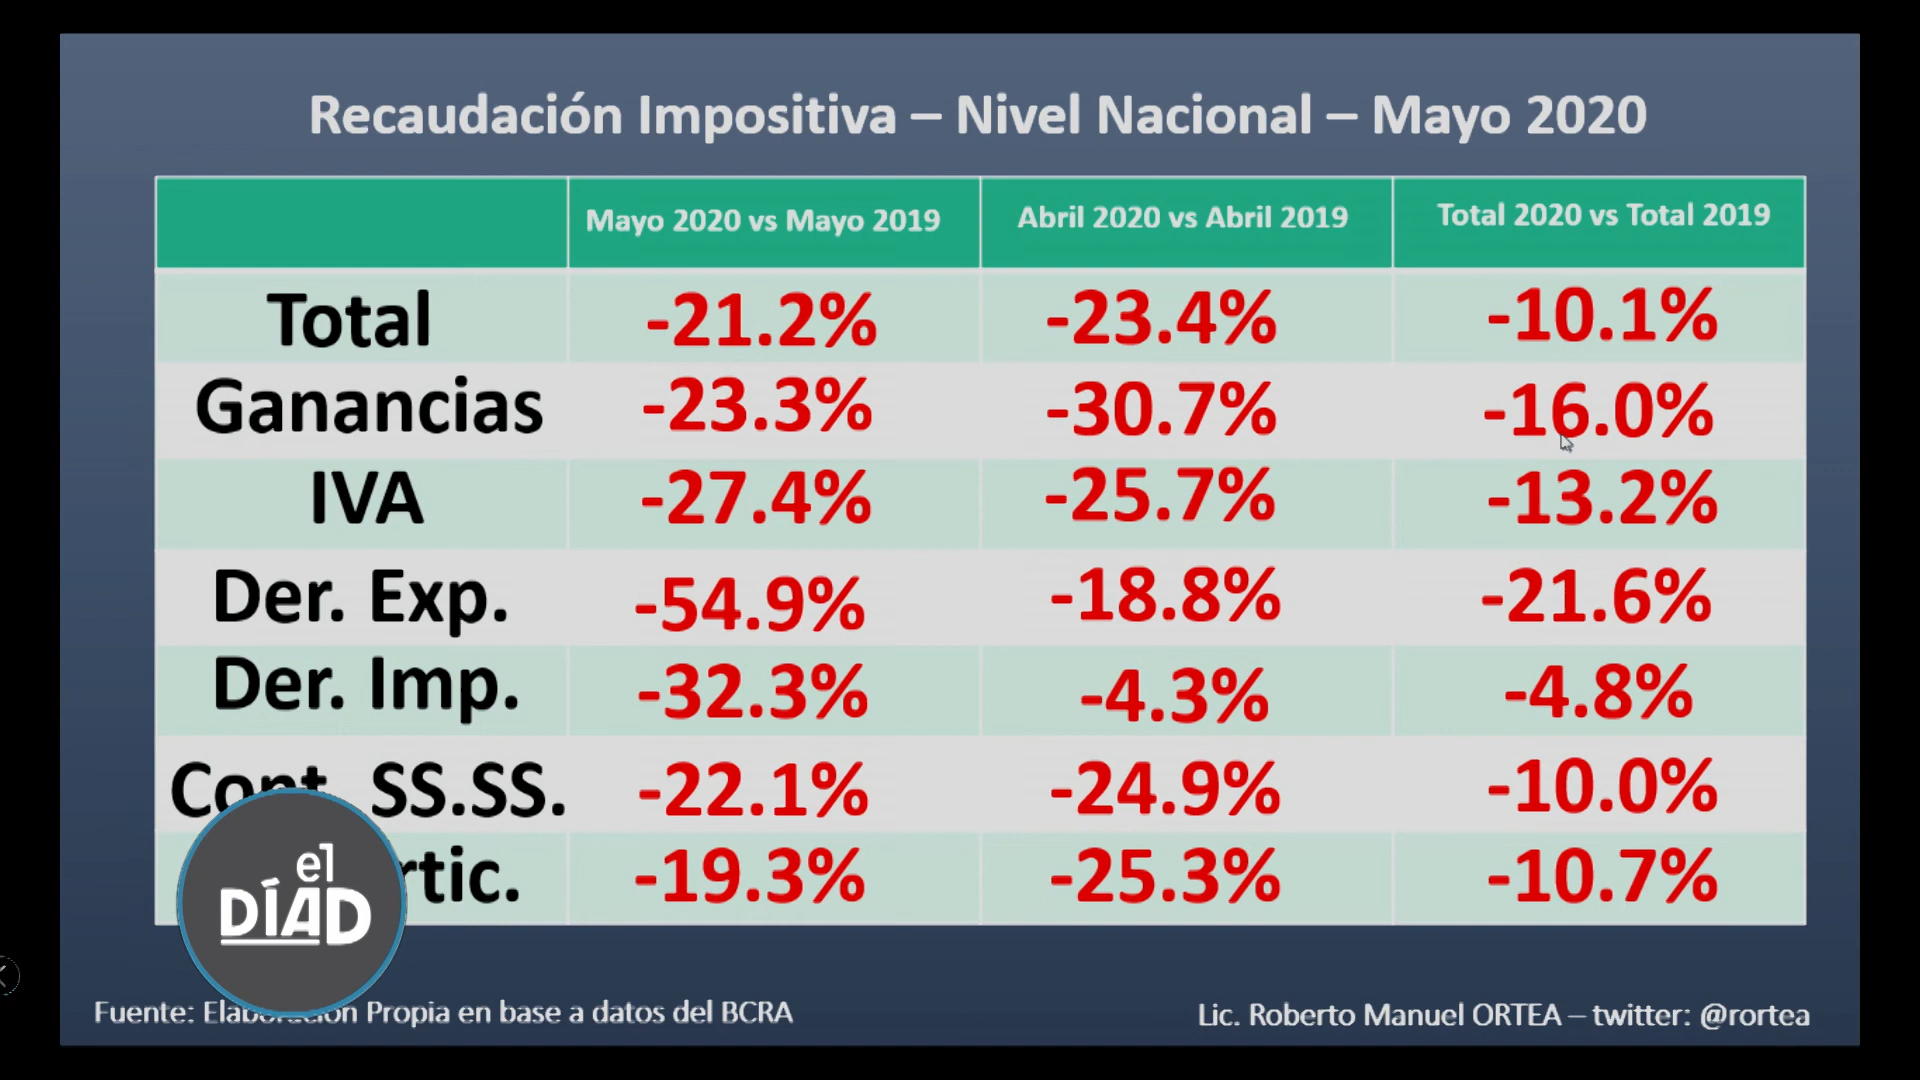 Recaudación Impositiva – Nivel Nacional – Mayo 2020
Mayo 2020 vs Mayo 2019 Abril 2020 vs Abril 2019 Total 2020 vs Total 2019
Total -21.2% -23.4% -10.1%
Ganancias -23.3% -30.7% -16.0%
IVA -27.4% -25.7% -13.2%
Der. Exp. -54.9% -18.8% -21.6%
Der. Imp. -32.3% -4.3% -4.8%
Cont. SS.SS. -22.1% -24.9% -10.0%
-19.3% -25.3% -10.7%
el
DÍAD
Fuente: Elaboración Propia en base a datos del BCRA
Lic. Roberto Manuel ORTEA – twitter: @rortea